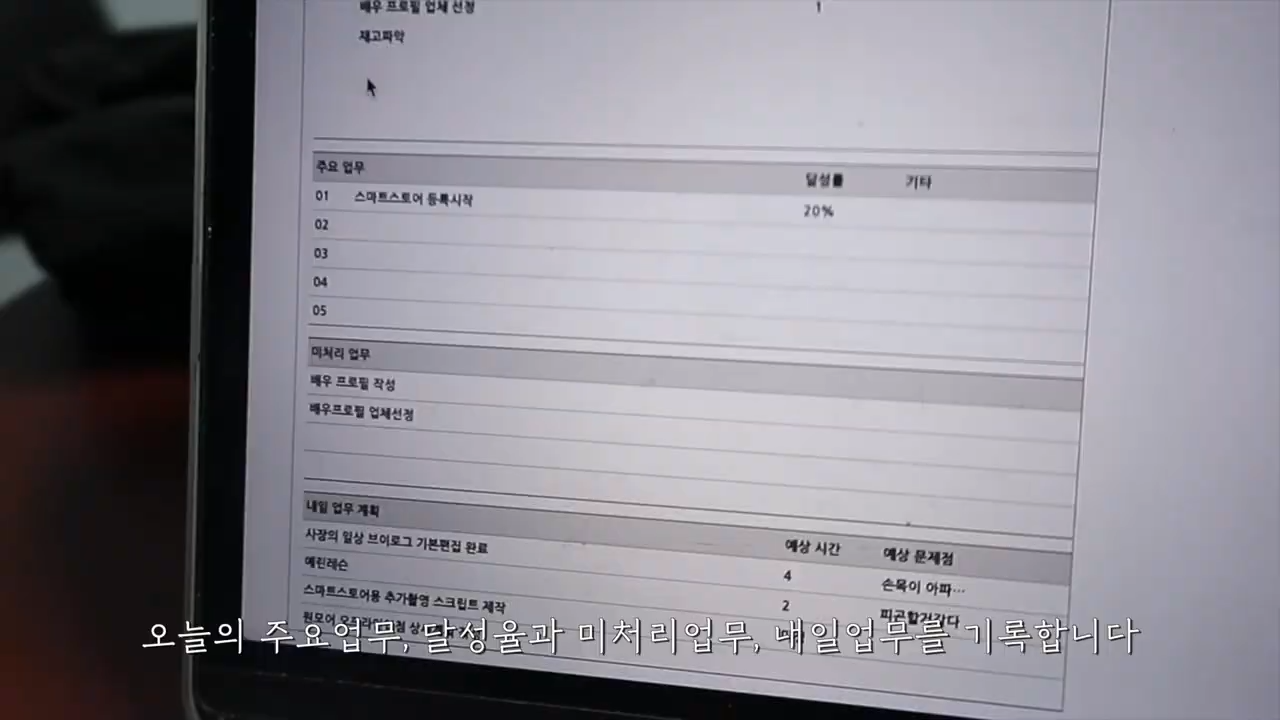 배우 프로필 업체 선정 1
재고파악
주요 업무 달성률 기타
01 스마트스토어 등록시작 20%
02
03
04
05
미처리 업무
배우 프로필 작성
배우프로필 업체선정
내일 업무 계획 예상 시간 예상 문제점
사장의 일상 브이로그 기본편집 완료 4 손목이 아파…
예린레슨 2 피곤할것같다
스마트스토어용 추가촬영 스크립트 제작
원모어
오늘의 주요업무, 달성율과 미처리업무, 내일업무를 기록합니다